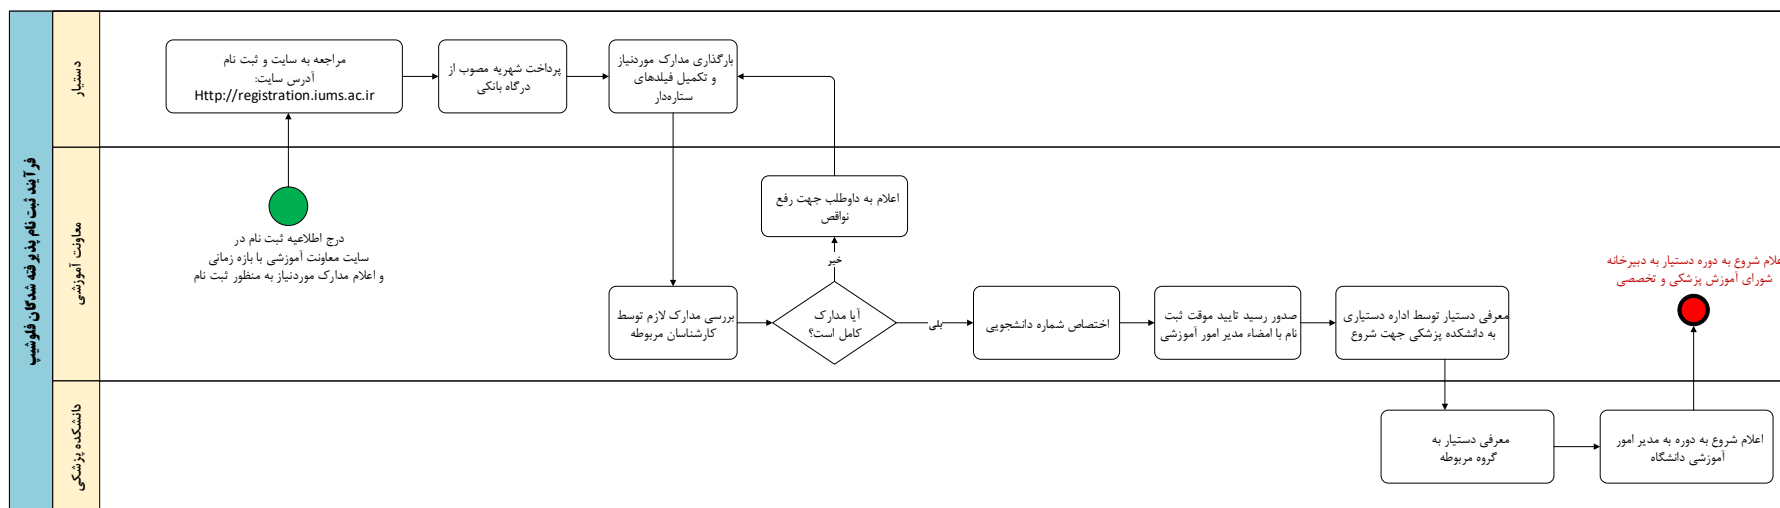 فرآیند ثبت نام پذیرفته شدگان فلوشیپ
دستیار
مراجعه به سایت و ثبت نام
آدرس سایت:
Http://registration.iums.ac.ir
پرداخت شهریه مصوب از
درگاه بانکی
بارگذاری مدارک موردنیاز
و تکمیل فیلدهای
ستاره‌دار
معاونت آموزشی
درج اطلاعیه ثبت نام در
سایت معاونت آموزشی با بازه زمانی
و اعلام مدارک موردنیاز به منظور ثبت نام
اعلام به داوطلب جهت رفع
نواقص
خیر
بررسی مدارک لازم توسط
کارشناسان مربوطه
آیا مدارک
کامل است؟
بلی
اختصاص شماره دانشجویی
صدور رسید تایید موقت ثبت
نام با امضاء مدیر امور آموزشی
معرفی دستیار توسط اداره دستیاری
به دانشکده پزشکی جهت شروع
علام شروع به دوره دستیار به دبیرخانه
شورای آموزش پزشکی و تخصصی
دانشکده پزشکی
معرفی دستیار به
گروه مربوطه
اعلام شروع به دوره به مدیر امور
آموزشی دانشگاه